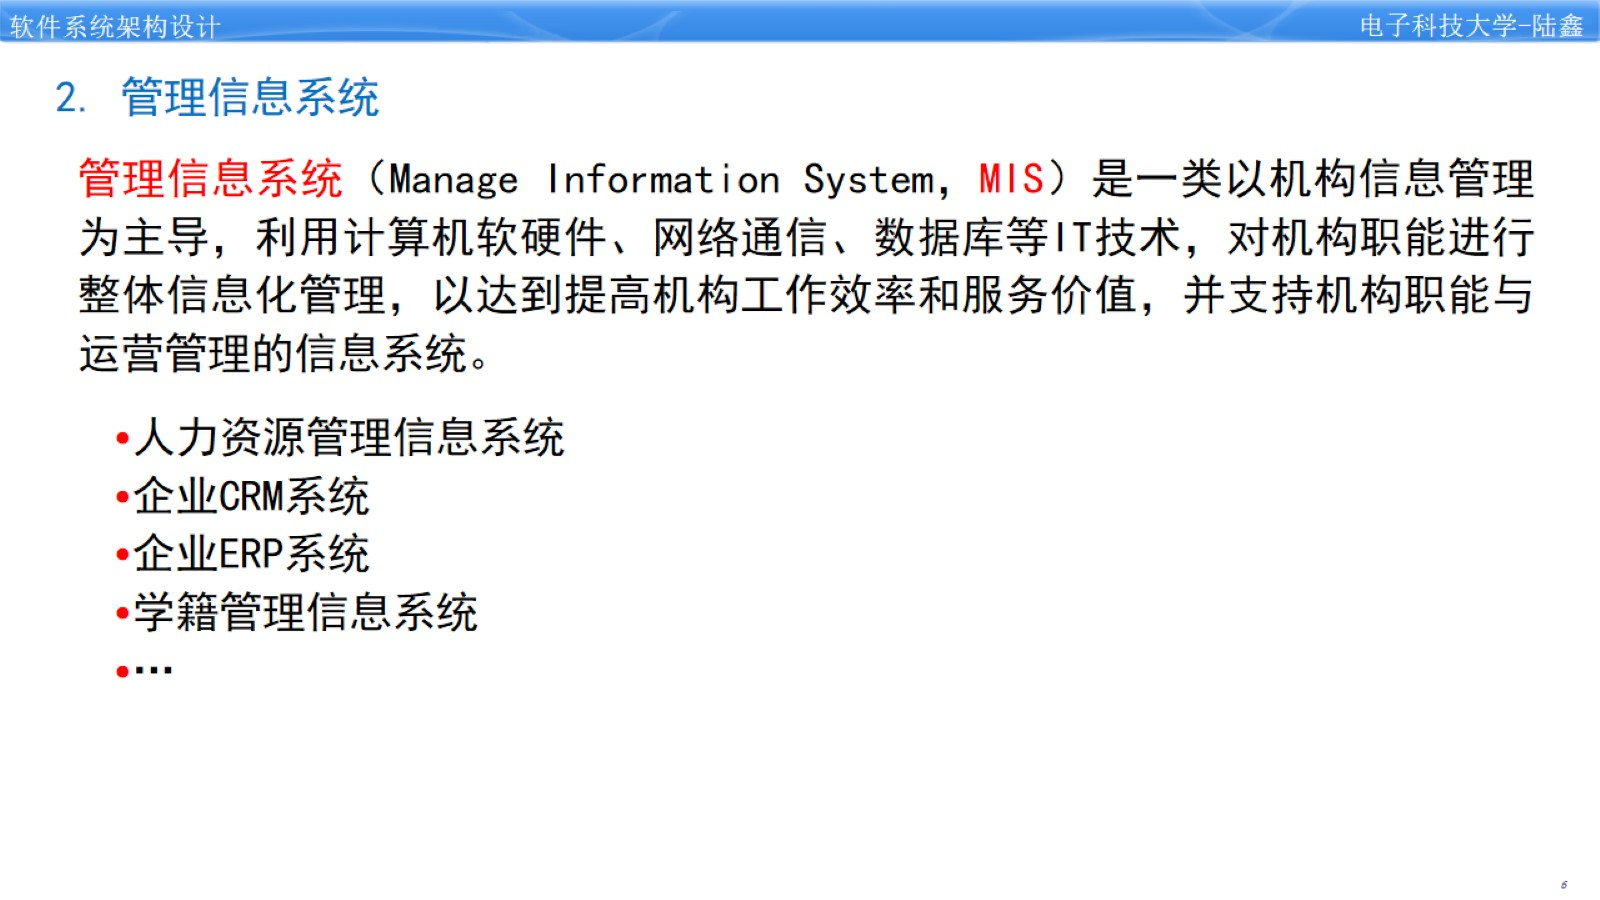 软件系统架构设计
电子科技大学-陆鑫
2. 管理信息系统
管理信息系统（Manage Information System，MIS）是一类以机构信息管理
为主导，利用计算机软硬件、网络通信、数据库等IT技术，对机构职能进行
整体信息化管理，以达到提高机构工作效率和服务价值，并支持机构职能与
运营管理的信息系统。
•人力资源管理信息系统
•企业CRM系统
•企业ERP系统
•学籍管理信息系统
•…
6